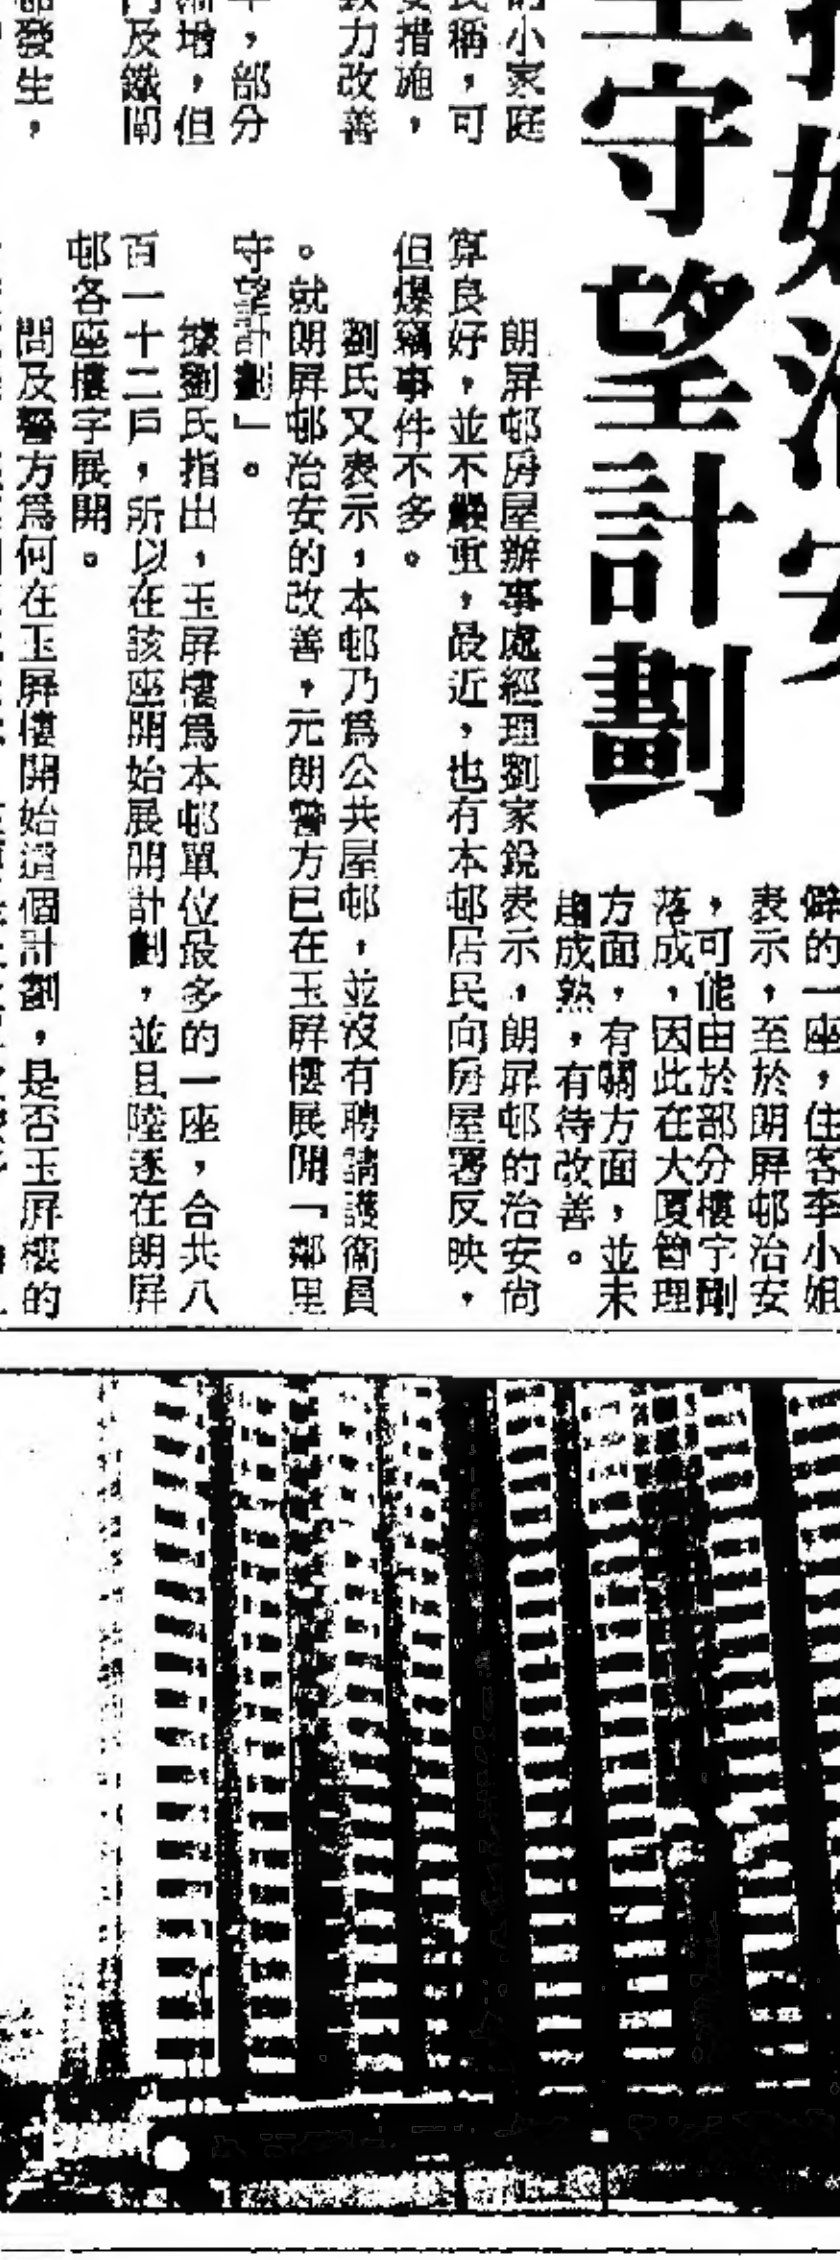 治安
守望計劃
的小家庭
民稱，可
措施，
致力改善
，部分
漸增，但
門及鐵閘
都發生，
僻的一座，住客李小姐
表示，至於朗屏邨治安
，可能由於部分樓宇剛
落成，因此在大厦管理
方面，有關方面，並未
趨成熟，有待改善。
朗屏邨房屋辦事處經理劉家銳表示，朗屏邨的治安尙
算良好，並不嚴重，最近，也有本邨居民向房屋署反映，
但爆竊事件不多。
劉氏又表示，本邨乃爲公共屋邨，並沒有聘請護衞員
。就朗屏邨治安的改善，元朗警方已在玉屏樓展開「鄰里
守望計劃」。
據劉氏指出，玉屏樓爲本邨單位最多的一座，合共八
百一十二戶，所以在該座開始展開計劃，並且陸逐在朗屏
邨各座樓宇展開。
問及警方爲何在玉屏樓開始這個計劃，是否玉屏樓的